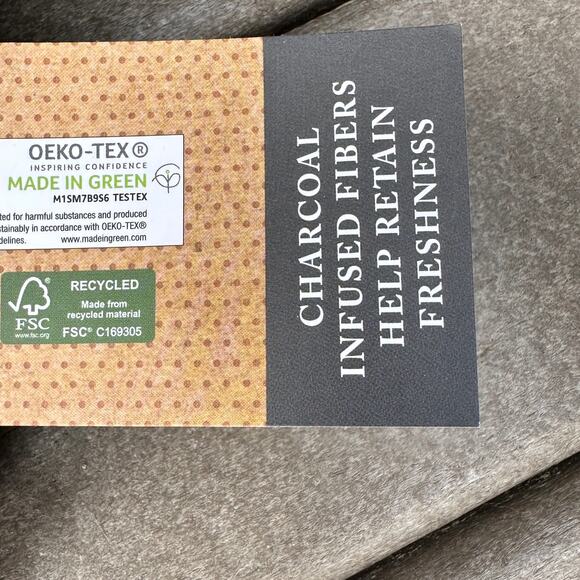 OEKO-TEX®
INSPIRING CONFIDENCE
MADE IN GREEN
M1SM7B9S6 TESTEX
for harmful substances and produced
in accordance with OEKO-TEX®
www.madeingreen.com
FSC
www.fsc.org
RECYCLED
Made from
recycled material
FSC® C169305
CHARCOAL
INFUSED FIBERS
HELP RETAIN
FRESHNESS